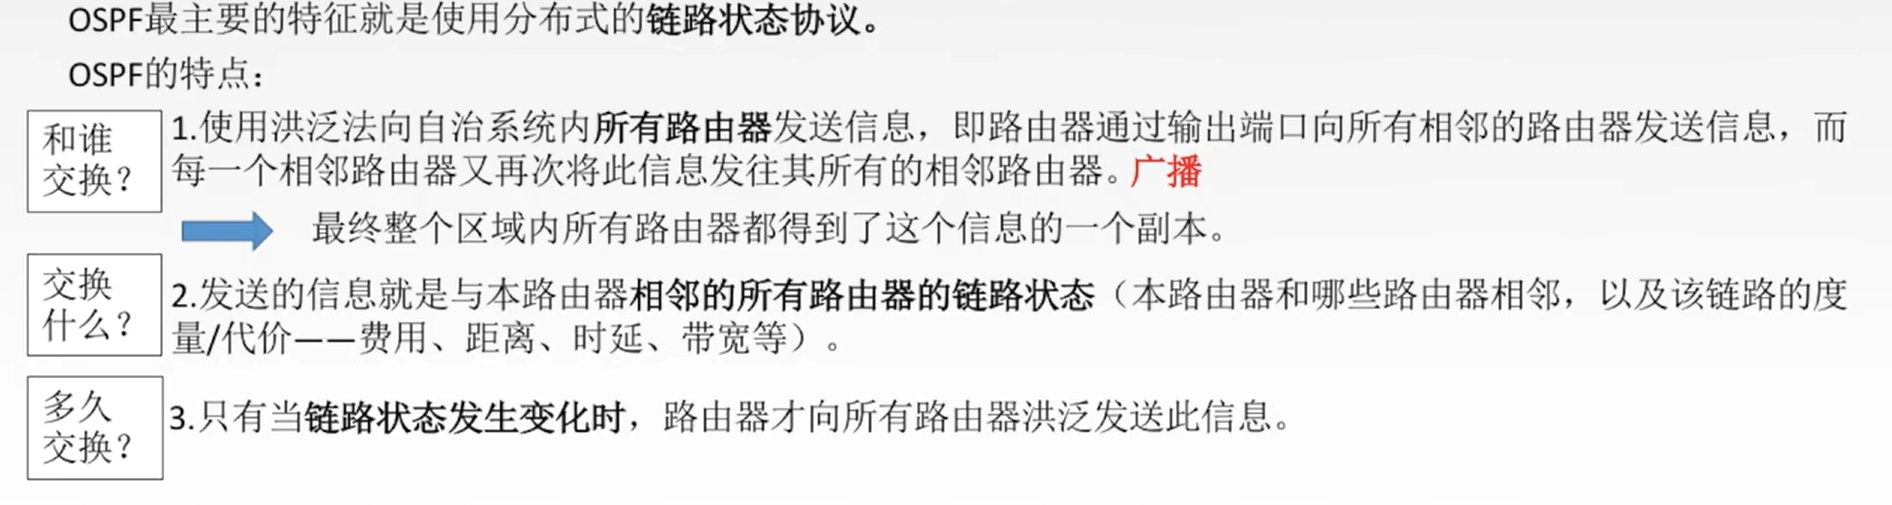 OSPF最主要的特征就是使用分布式的链路状态协议。
OSPF的特点：
和谁
交换？
1.使用洪泛法向自治系统内所有路由器发送信息，即路由器通过输出端口向所有相邻的路由器发送信息，而
每一个相邻路由器又再次将此信息发往其所有的相邻路由器。广播
最终整个区域内所有路由器都得到了这个信息的一个副本。
交换
什么？
2.发送的信息就是与本路由器相邻的所有路由器的链路状态（本路由器和哪些路由器相邻，以及该链路的度
量/代价——费用、距离、时延、带宽等）。
多久
交换？
3.只有当链路状态发生变化时，路由器才向所有路由器洪泛发送此信息。